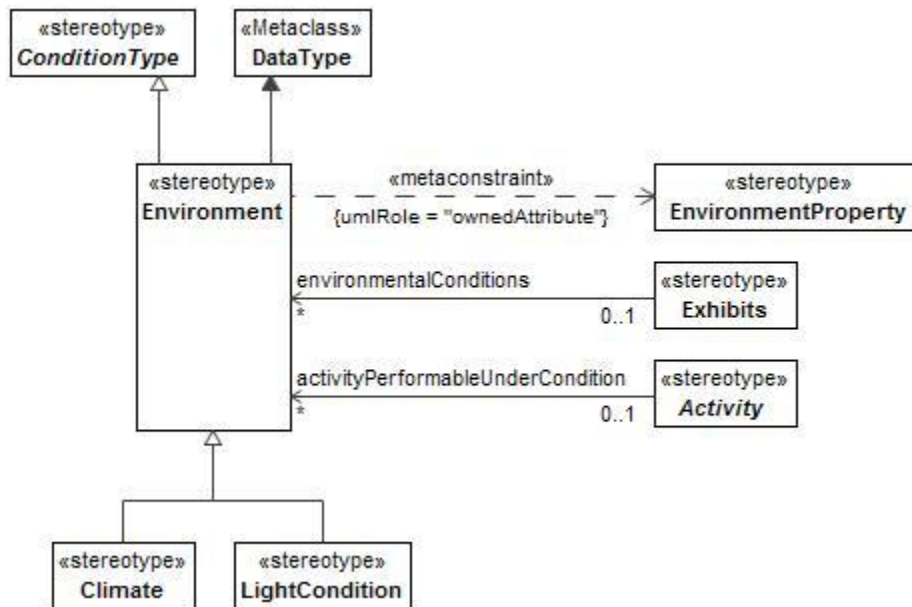 «stereotype»
ConditionType
«Metaclass»
DataType
«stereotype»
Environment
«metaconstraint»
{umlRole = "ownedAttribute"}
«stereotype»
EnvironmentProperty
environmentalConditions
*
0..1
«stereotype»
Exhibits
activityPerformableUnderCondition
*
0..1
«stereotype»
Activity
«stereotype»
Climate
«stereotype»
LightCondition